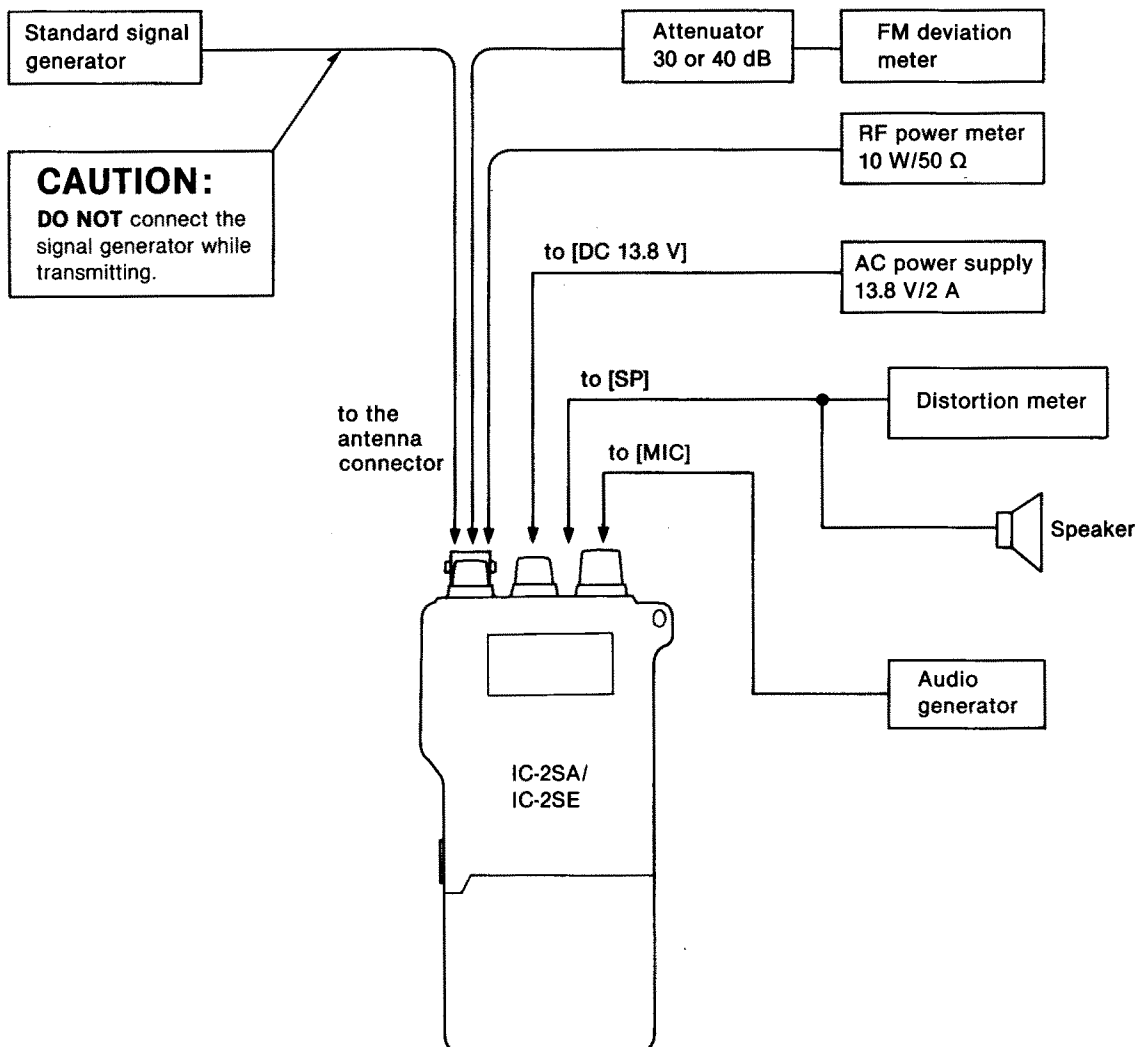 Standard signal
generator
Attenuator
30 or 40 dB
FM deviation
meter
RF power meter
10 W/50 Ω
CAUTION:
DO NOT connect the
signal generator while
transmitting.
to [DC 13.8 V]
AC power supply
13.8 V/2 A
to [SP]
Distortion meter
to the
antenna
connector
to [MIC]
Speaker
Audio
generator
IC-2SA/
IC-2SE